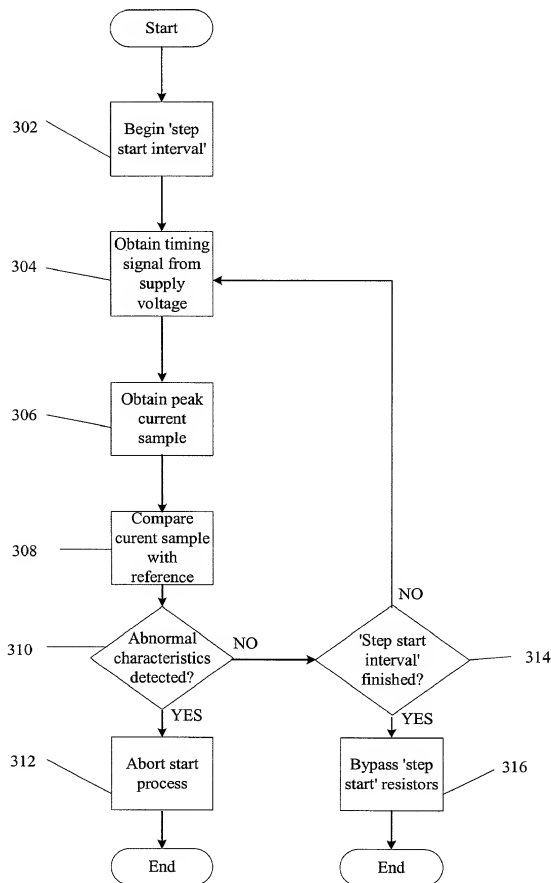 Start
302
Begin 'step
start interval'
304
Obtain timing
signal from
supply
voltage
306
Obtain peak
current
sample
308
Compare
curent sample
with
reference
310
Abnormal
characteristics
detected?
NO
YES
'Step start
interval'
finished?
314
NO
YES
312
Abort start
process
Bypass 'step
start' resistors
316
End
End